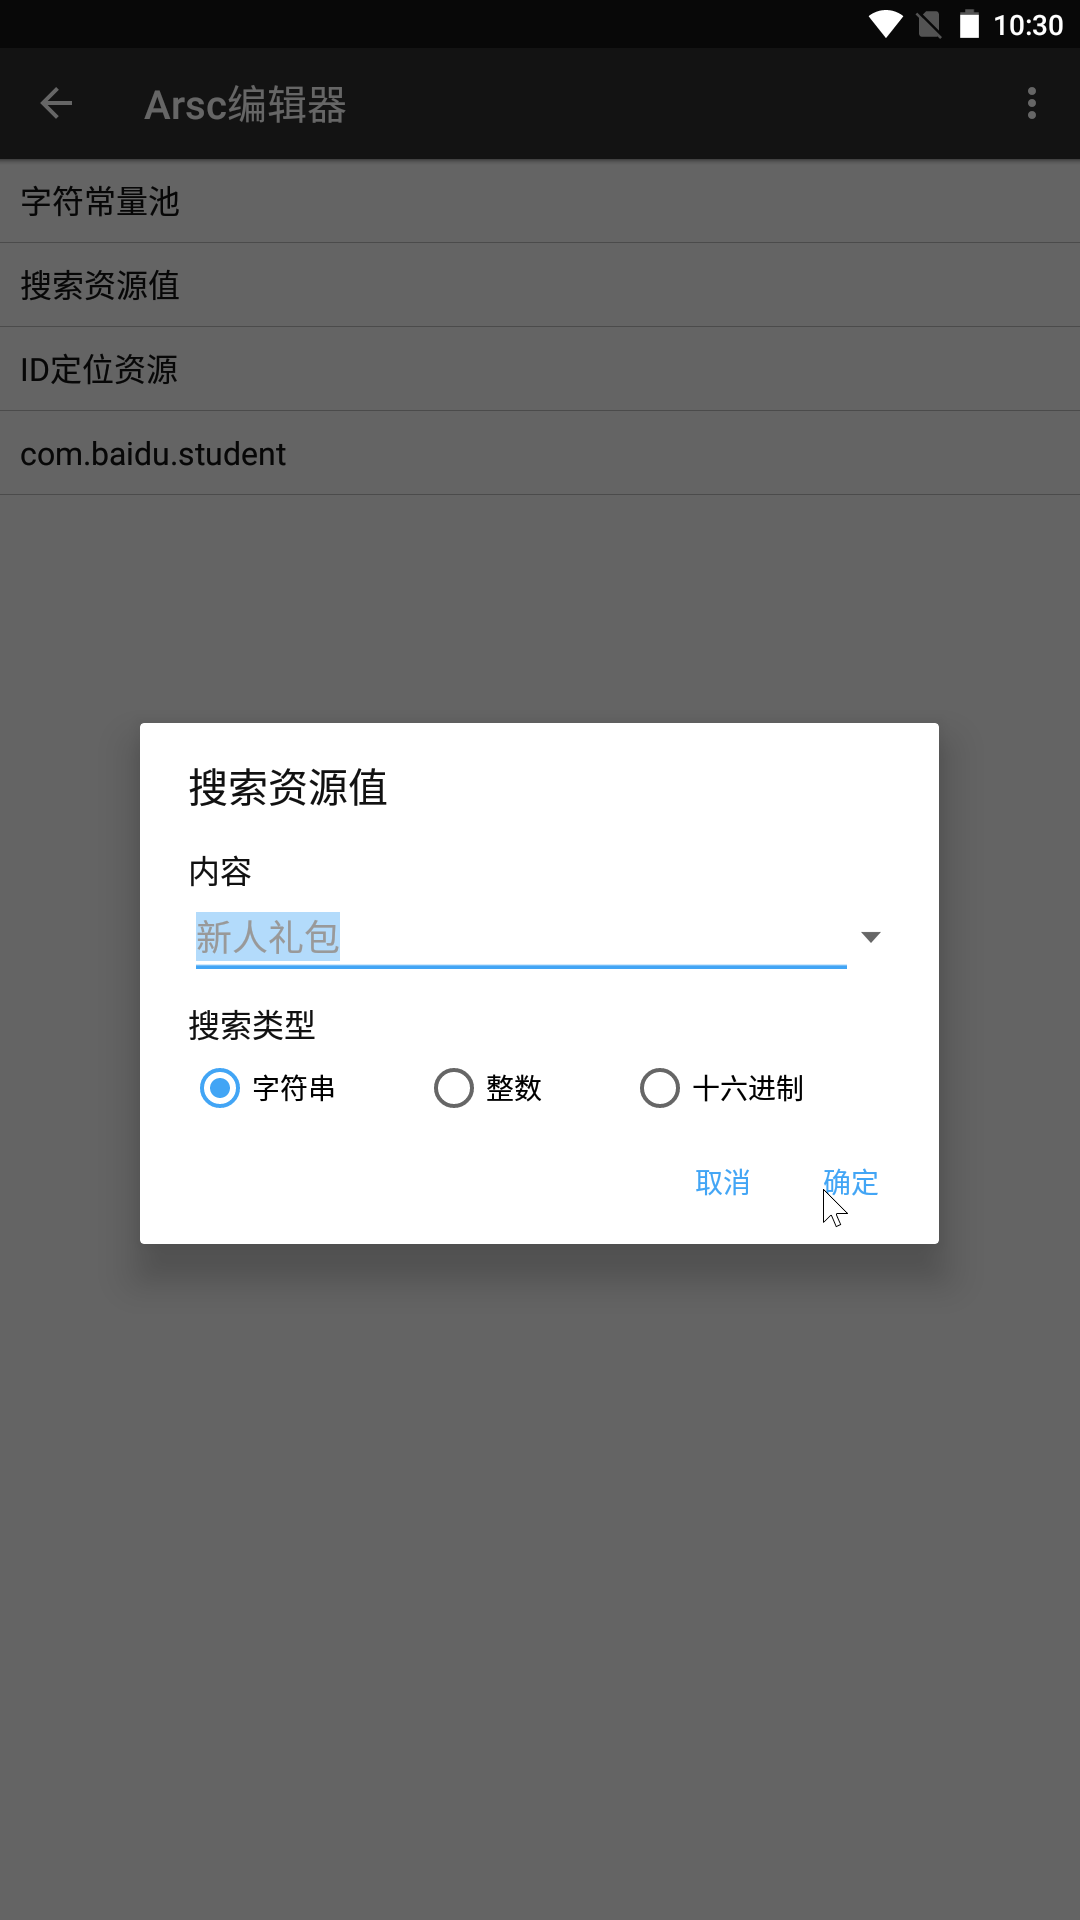 10:30
Arsc编辑器
字符常量池
搜索资源值
ID定位资源
com.baidu.student
搜索资源值
内容
新人礼包
搜索类型
字符串 整数 十六进制
取消 确定